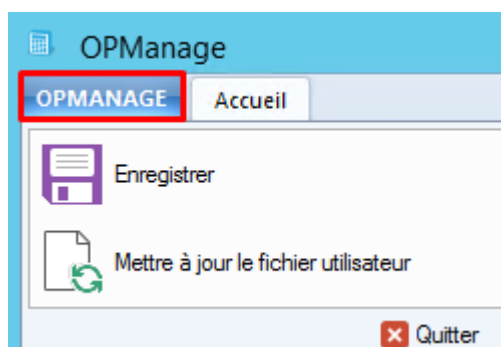 OPManage
OPMANAGE Accueil
Enregistrer
Mettre à jour le fichier utilisateur
Quitter